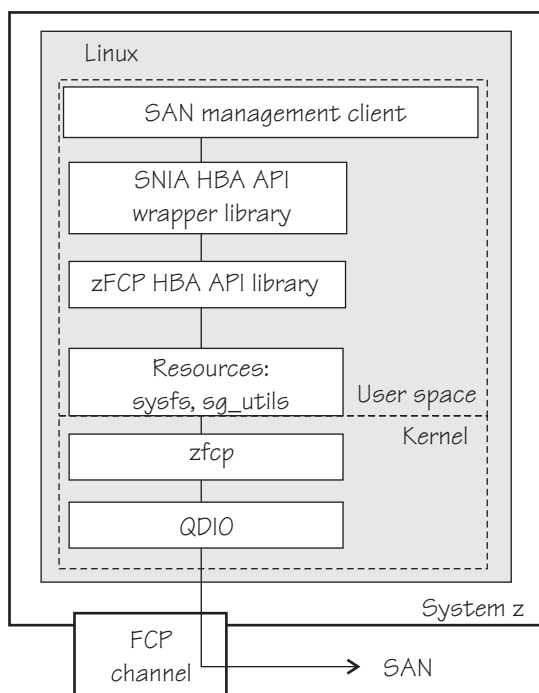 Linux
SAN management client
SNIA HBA API
wrapper library
zFCP HBA API library
Resources:
sysfs, sg_utils
User space
Kernel
zfcp
QDIO
System z
FCP
channel
SAN